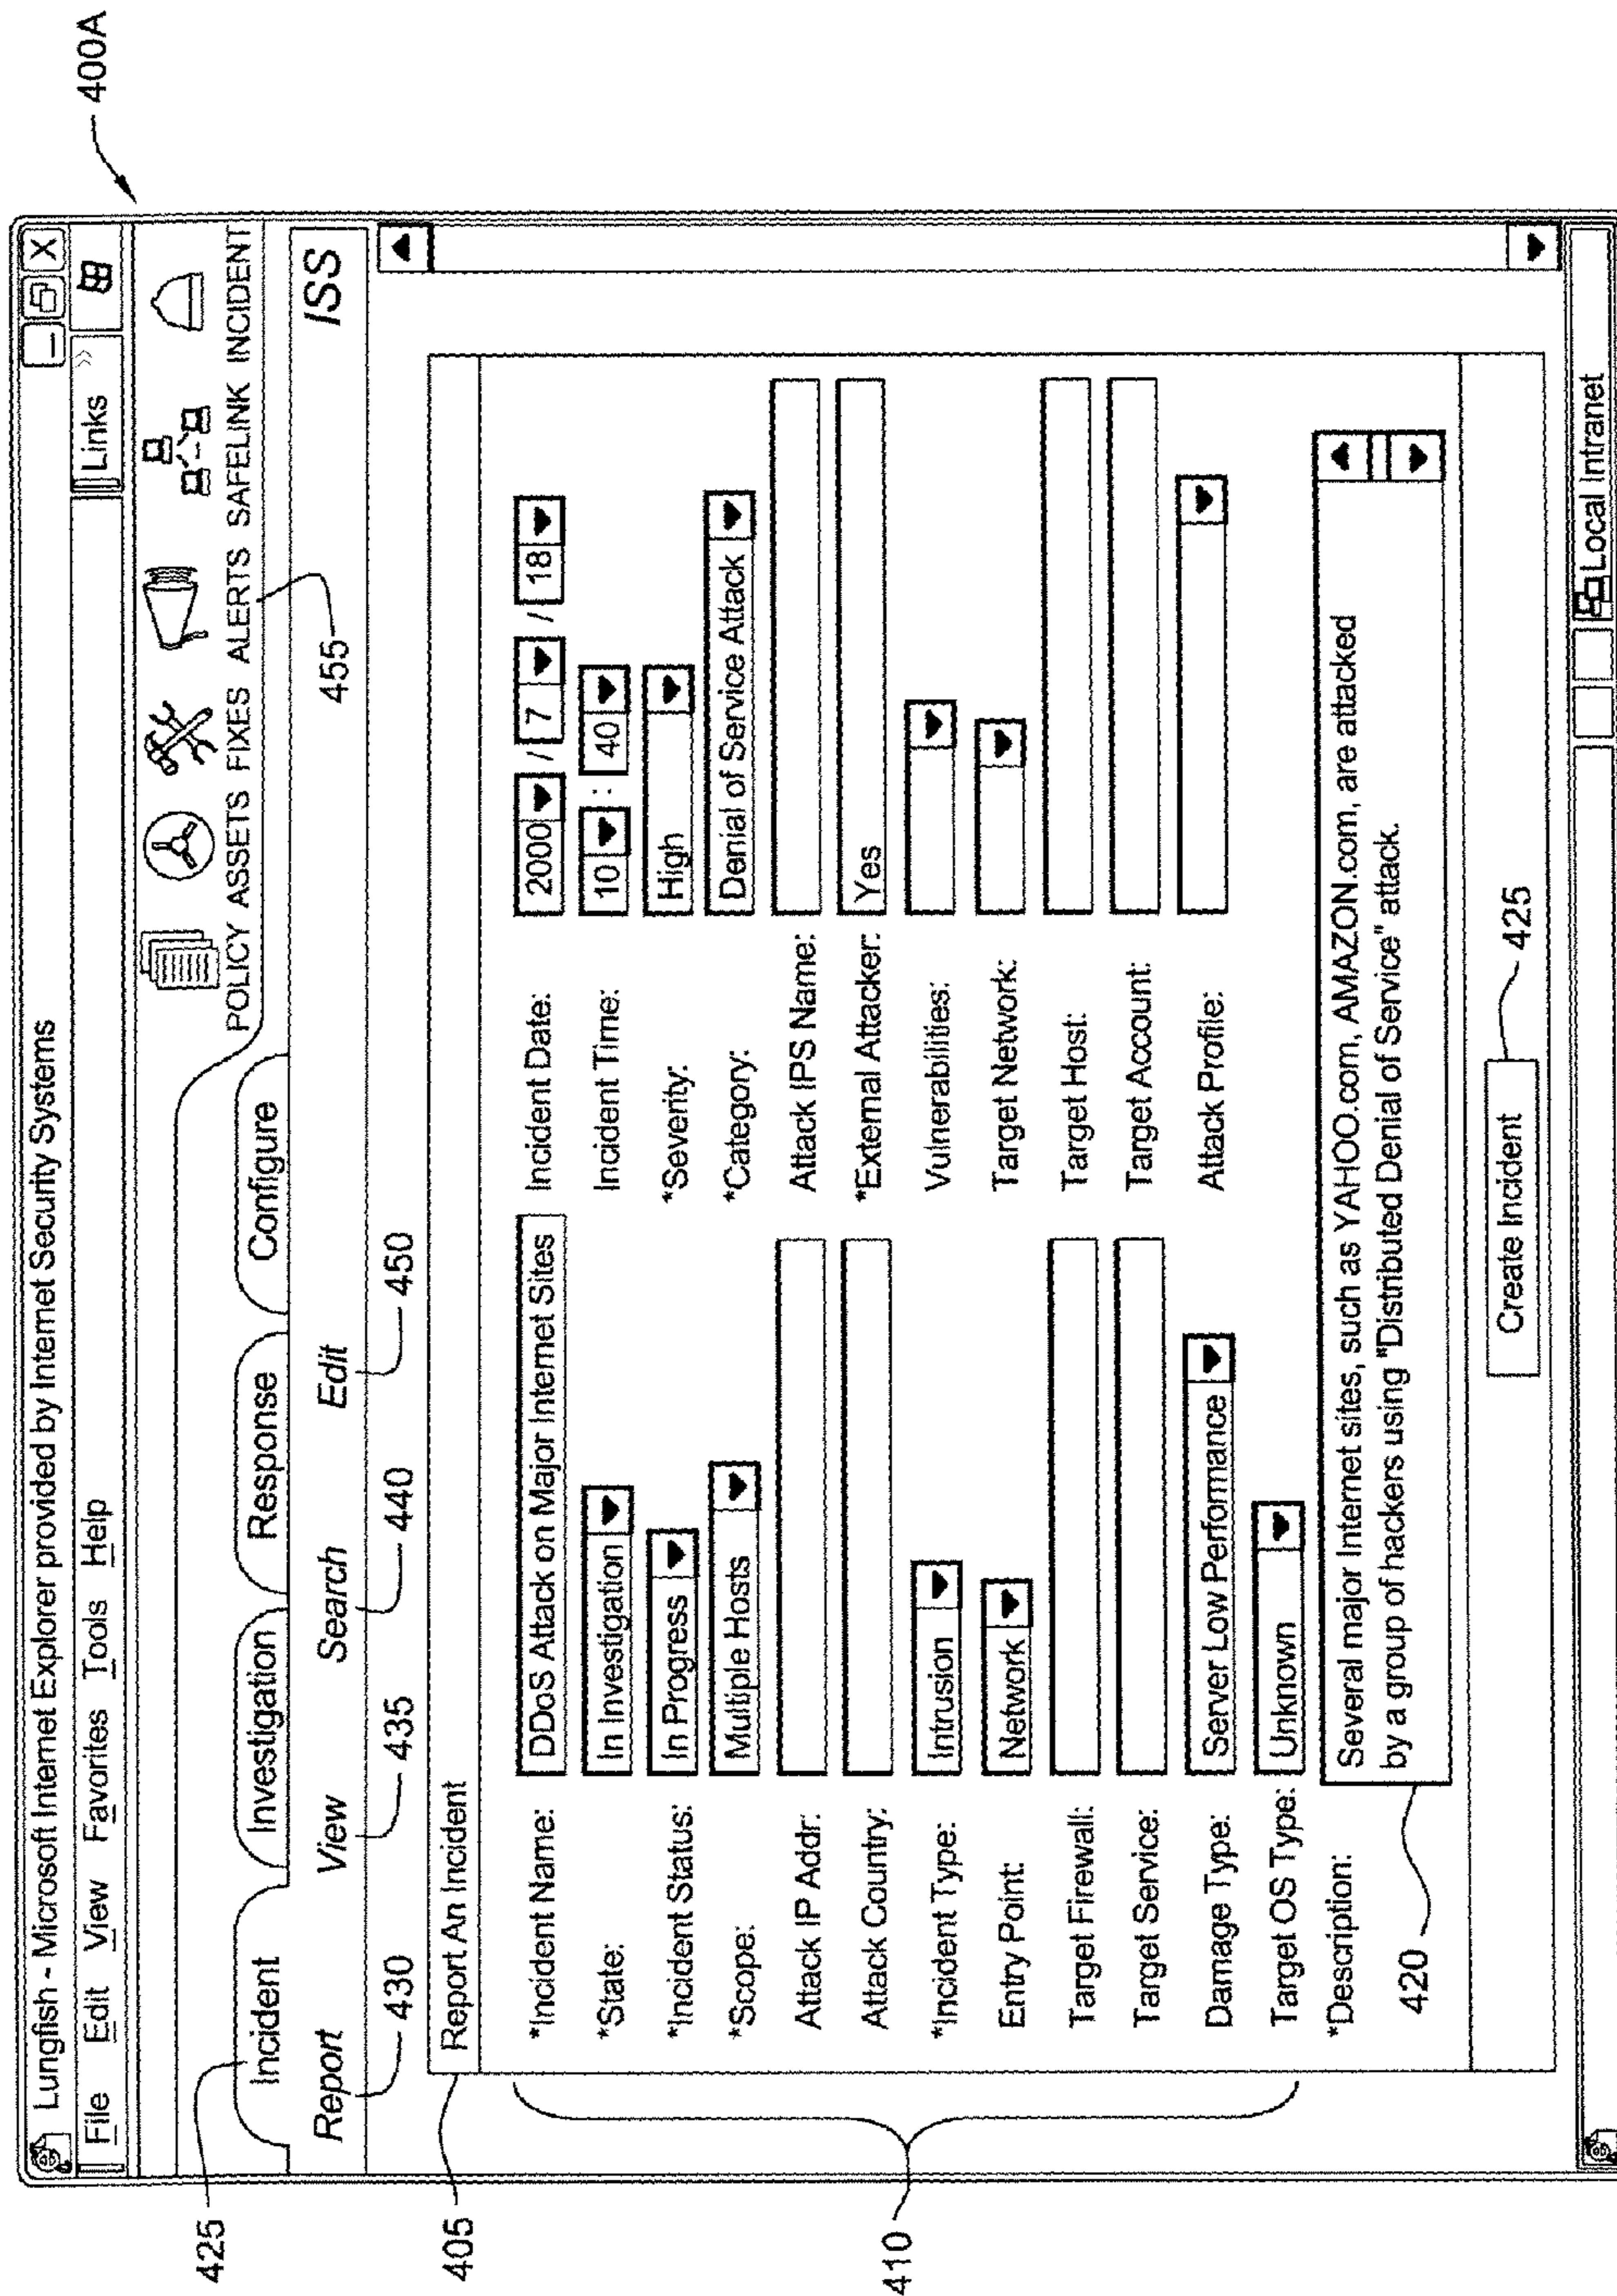 400A
Lungfish - Microsoft Internet Explorer provided by Internet Security Systems
File Edit View Favorites Tools Help
Links »
POLICY ASSETS FIXES ALERTS SAFELINK INCIDENT
425
Incident Investigation Response Configure
455
Report View Search Edit ISS
430 435 440 450
405
Report An Incident
*Incident Name: DDoS Attack on Major Internet Sites Incident Date: 2000 / 7 / 18
*State: In Investigation Incident Time: 10 : 40
*Incident Status: In Progress *Severity: High
*Scope: Multiple Hosts *Category: Denial of Service Attack
Attack IP Addr: Attack IPS Name:
Attack Country: *External Attacker: Yes
*Incident Type: Intrusion Vulnerabilities:
Entry Point: Network Target Network:
Target Firewall: Target Host:
Target Service: Target Account:
Damage Type: Server Low Performance Attack Profile:
Target OS Type: Unknown
410
*Description: Several major Internet sites, such as YAHOO.com, AMAZON.com, are attacked
by a group of hackers using "Distributed Denial of Service" attack.
420
Create Incident
425
Local Intranet